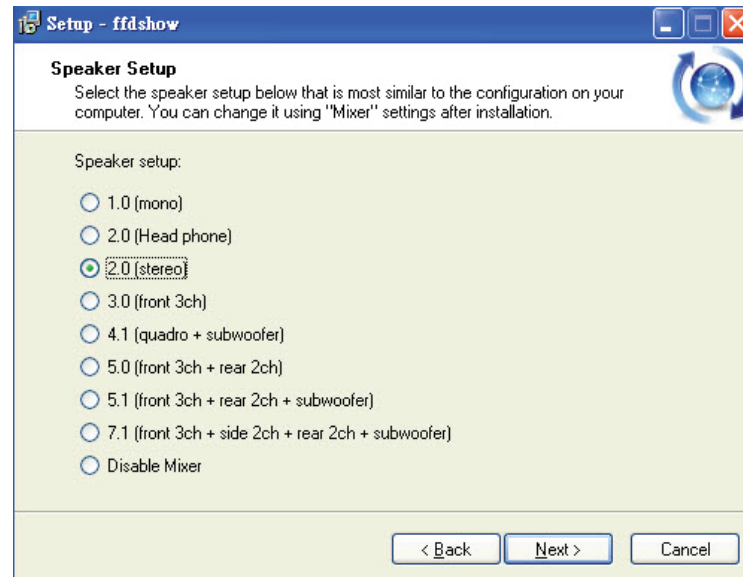 Setup - ffdshow
Speaker Setup
Select the speaker setup below that is most similar to the configuration on your
computer. You can change it using "Mixer" settings after installation.
Speaker setup:
1.0 (mono)
2.0 (Head phone)
2.0 (stereo)
3.0 (front 3ch)
4.1 (quadro + subwoofer)
5.0 (front 3ch + rear 2ch)
5.1 (front 3ch + rear 2ch + subwoofer)
7.1 (front 3ch + side 2ch + rear 2ch + subwoofer)
Disable Mixer
< Back Next > Cancel